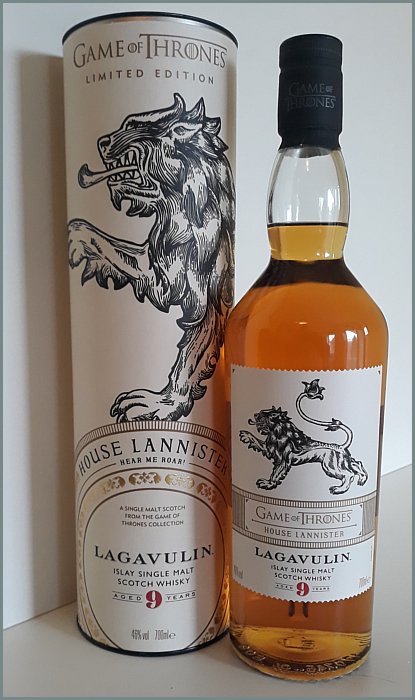 GAME OF THRONES
LIMITED EDITION
HOUSE LANNISTER
HEAR ME ROAR!
A SINGLE MALT SCOTCH
FROM THE GAME OF
THRONES COLLECTION
LAGAVULIN.
ISLAY SINGLE MALT
SCOTCH WHISKY
AGED 9 YEARS
46%vol 700ml℮
GAME OF
THRONES
GAME OF THRONES
HOUSE LANNISTER
LAGAVULIN.
ISLAY SINGLE MALT
SCOTCH WHISKY
AGED 9 YEARS